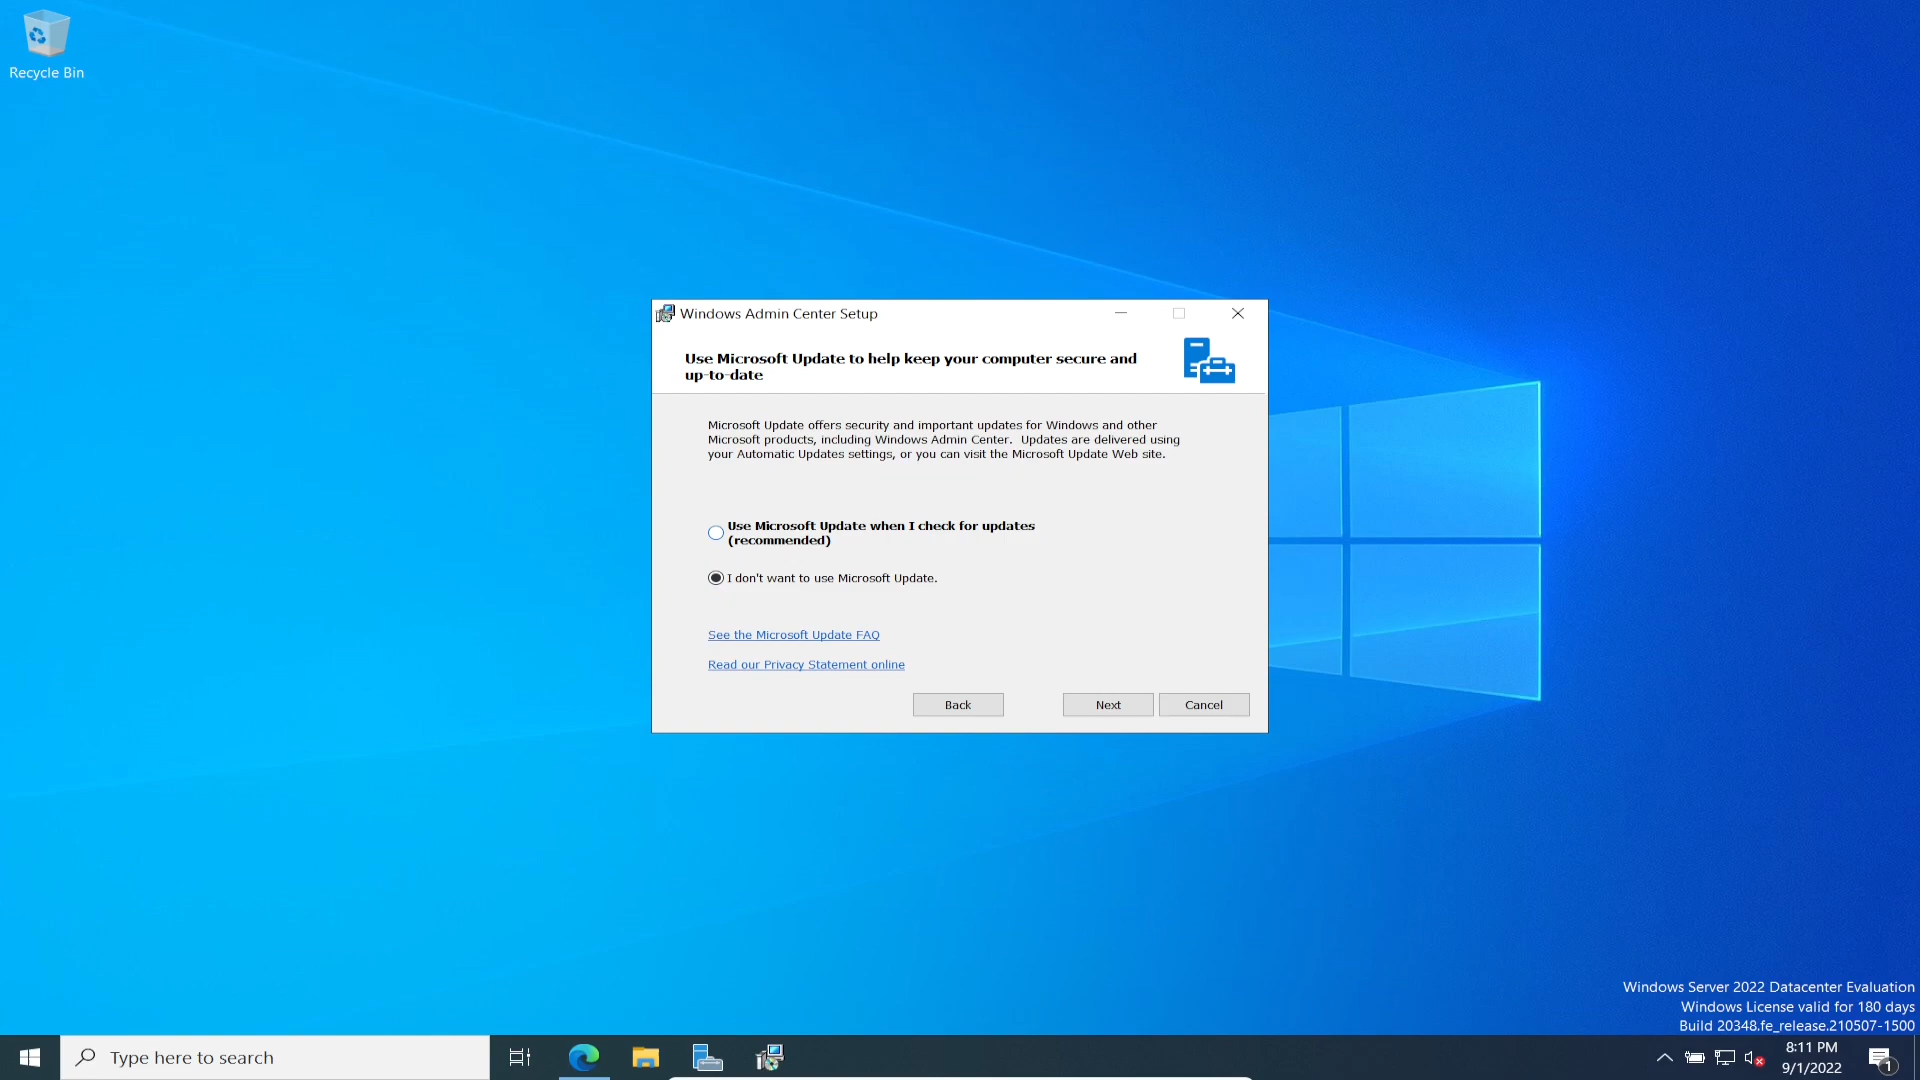 Recycle Bin
Windows Admin Center Setup
Use Microsoft Update to help keep your computer secure and
up-to-date
Microsoft Update offers security and important updates for Windows and other
Microsoft products, including Windows Admin Center.  Updates are delivered using
your Automatic Updates settings, or you can visit the Microsoft Update Web site.
Use Microsoft Update when I check for updates
(recommended)
I don't want to use Microsoft Update.
See the Microsoft Update FAQ
Read our Privacy Statement online
Back
Next
Cancel
Windows Server 2022 Datacenter Evaluation
Windows License valid for 180 days
Build 20348.fe_release.210507-1500
Type here to search
8:11 PM
9/1/2022
1